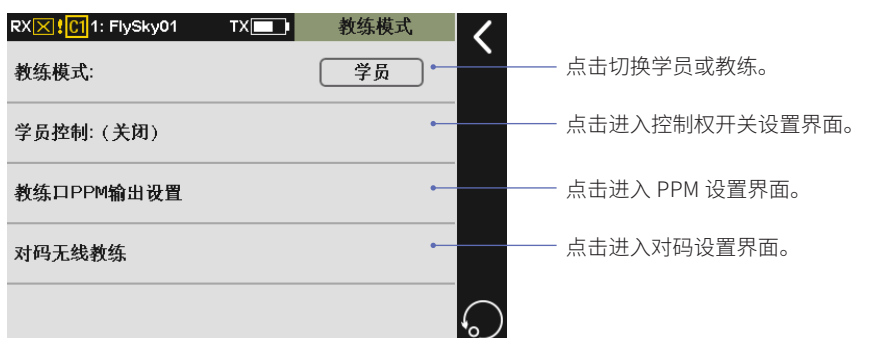 RX !C1 1: FlySky01 TX 教练模式
教练模式: 学员 点击切换学员或教练。
学员控制:（关闭） 点击进入控制权开关设置界面。
教练口PPM输出设置 点击进入 PPM 设置界面。
对码无线教练 点击进入对码设置界面。